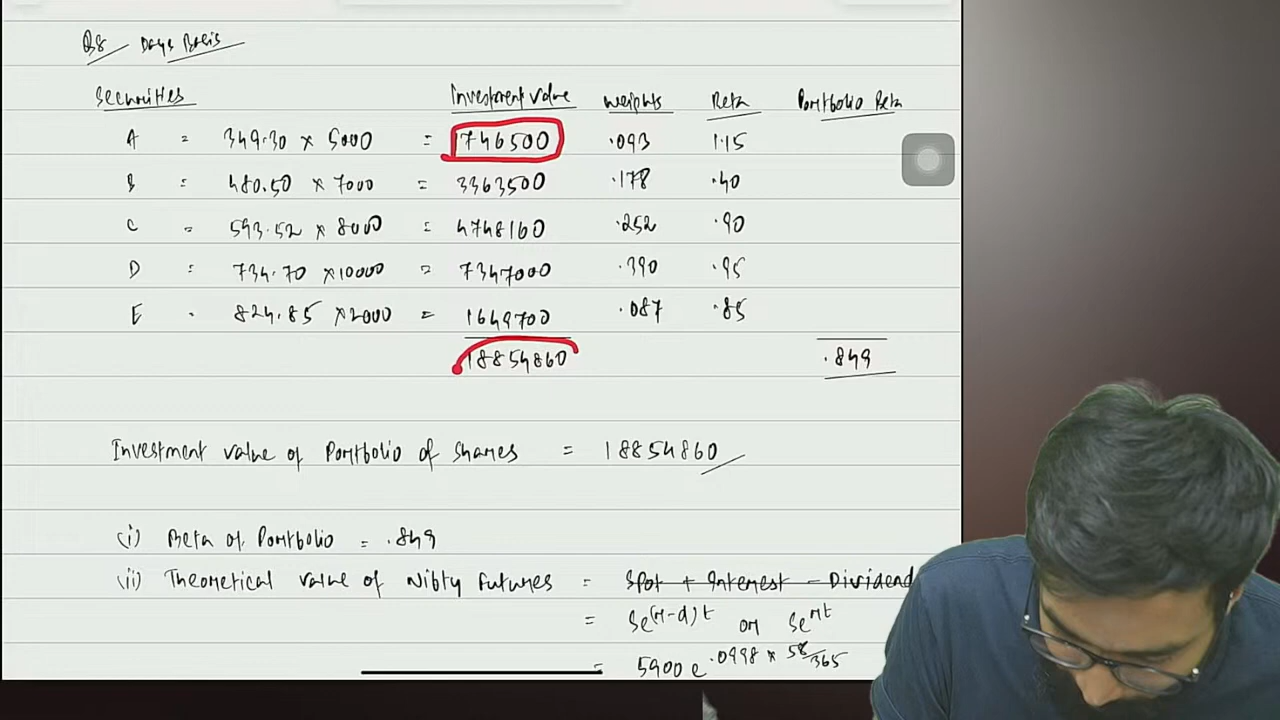 Q8 Days Basis
Securities Investment Value Weights Beta Portfolio Beta
A = 349.30 × 5000 = 1746500 .093 1.15
B = 480.50 × 7000 = 3363500 .178 .40
C = 593.52 × 8000 = 4748160 .252 .90
D = 734.70 × 10000 = 7347000 .390 .95
E = 824.85 × 2000 = 1649700 .087 .85
18854860 .849
Investment value of Portfolio of shares = 18854860
(i) Beta of Portfolio = .849
(ii) Theoretical value of Nifty Futures = Spot + Interest - Dividend
= Se^(r-d)t or Se^rt
= 5900 e^.0998 × 58/365